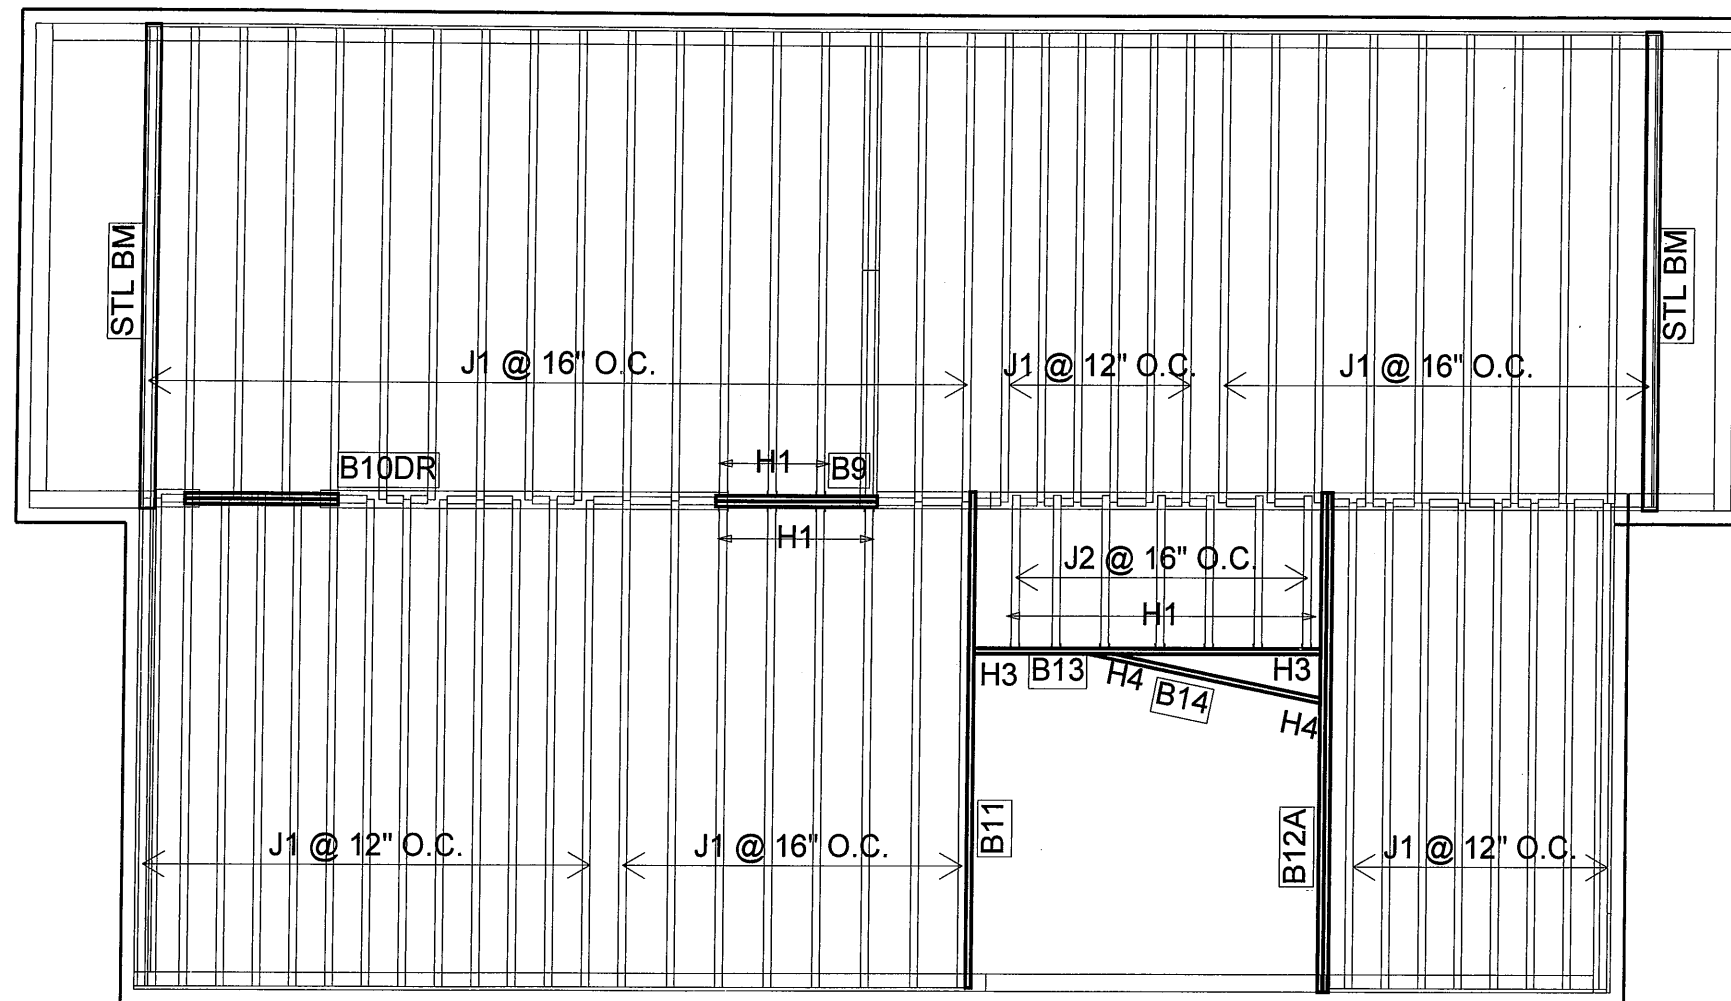 STL BM
STL BM
J1 @ 16" O.C.
J1 @ 12" O.C.
J1 @ 16" O.C.
B10DR
H1
B9
H1
J2 @ 16" O.C.
H1
H3
B13
H4
B14
H3
H4
B11
B12A
J1 @ 12" O.C.
J1 @ 16" O.C.
J1 @ 12" O.C.